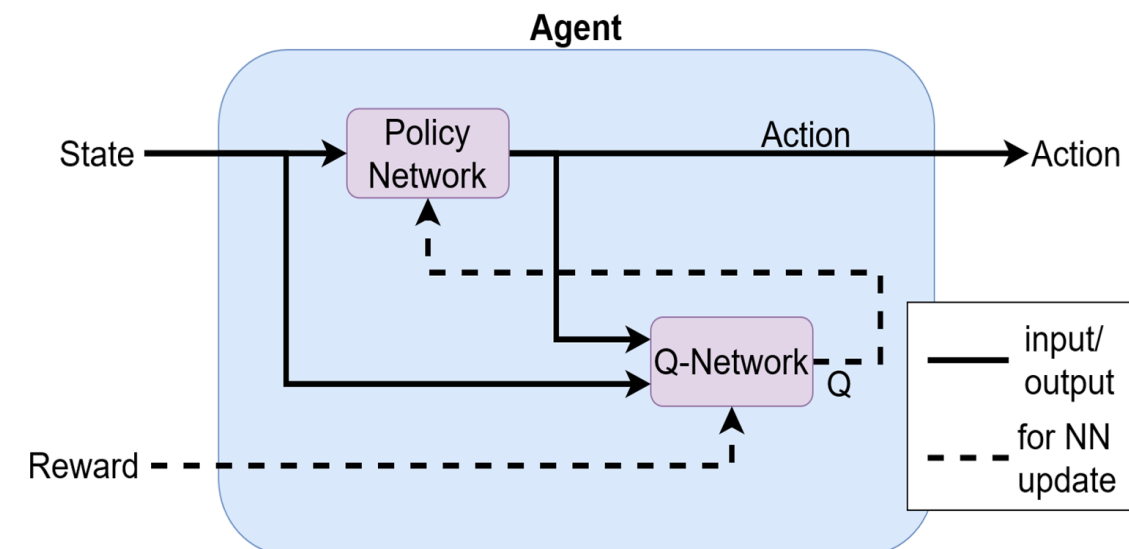 Agent
State
Policy
Network
Action
Action
Q-Network
Q
Reward
input/
output
for NN
update